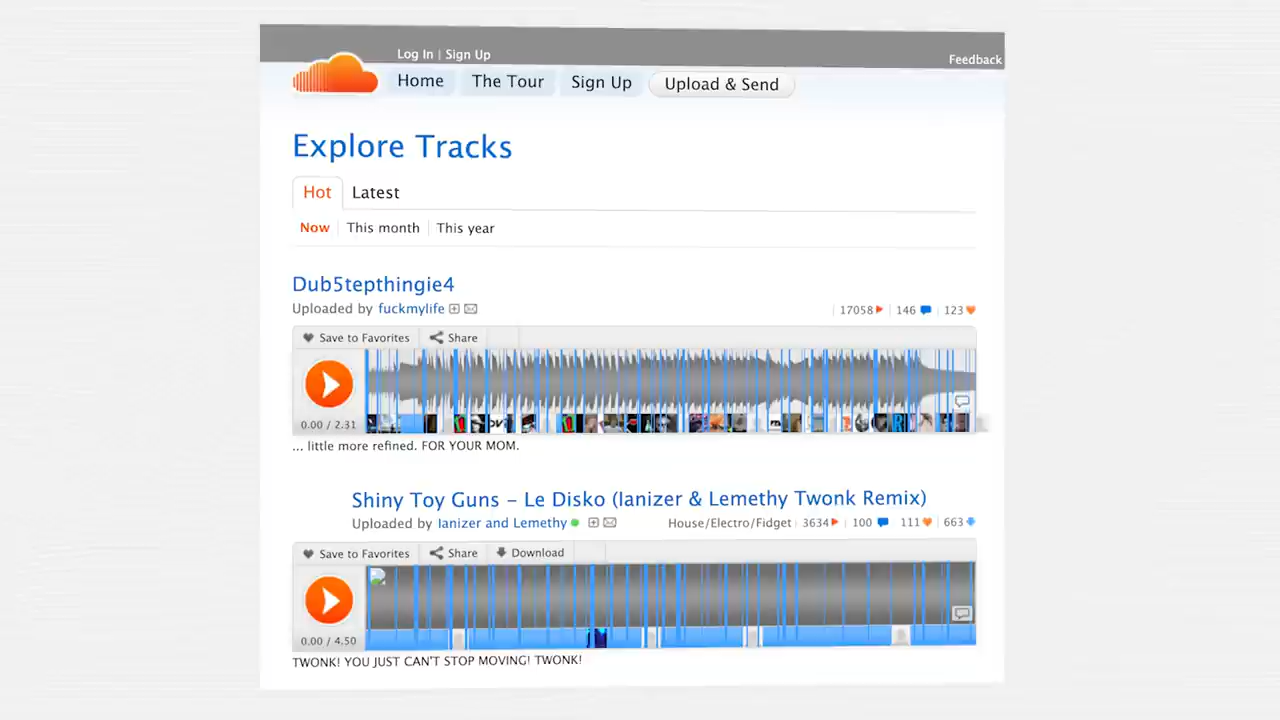 Log In | Sign Up
Feedback
Home The Tour Sign Up Upload & Send
Explore Tracks
Hot Latest
Now This month This year
Dub5tepthingie4
Uploaded by fuckmylife
17058 146 123
Save to Favorites Share
0.00 / 2.31
... little more refined. FOR YOUR MOM.
Shiny Toy Guns – Le Disko (Ianizer & Lemethy Twonk Remix)
Uploaded by Ianizer and Lemethy House/Electro/Fidget 3634 100 111 663
Save to Favorites Share Download
0.00 / 4.50
TWONK! YOU JUST CAN'T STOP MOVING! TWONK!